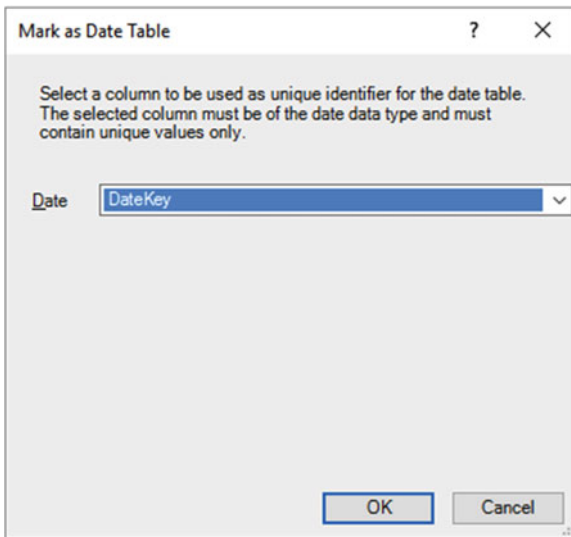 Mark as Date Table ?
Select a column to be used as unique identifier for the date table.
The selected column must be of the date data type and must
contain unique values only.
Date DateKey
OK Cancel